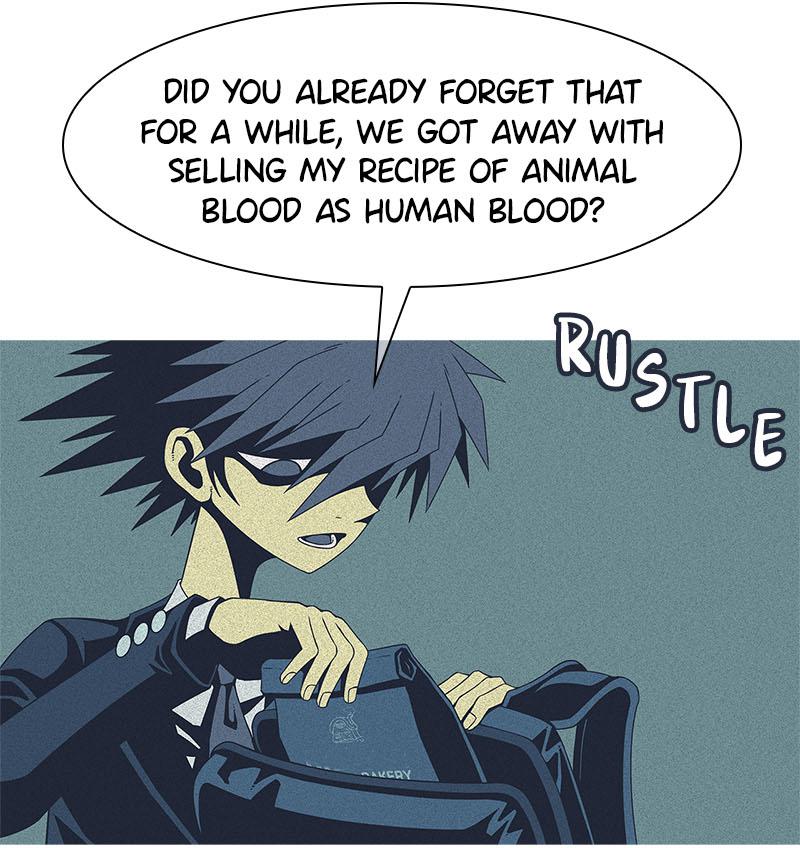 DID YOU ALREADY FORGET THAT
FOR A WHILE, WE GOT AWAY WITH
SELLING MY RECIPE OF ANIMAL
BLOOD AS HUMAN BLOOD?
RUSTLE
BAKERY